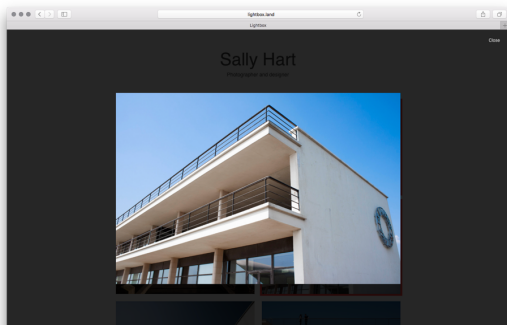 lightbox.land
Lightbox
Close
Sally Hart
Photographer and designer